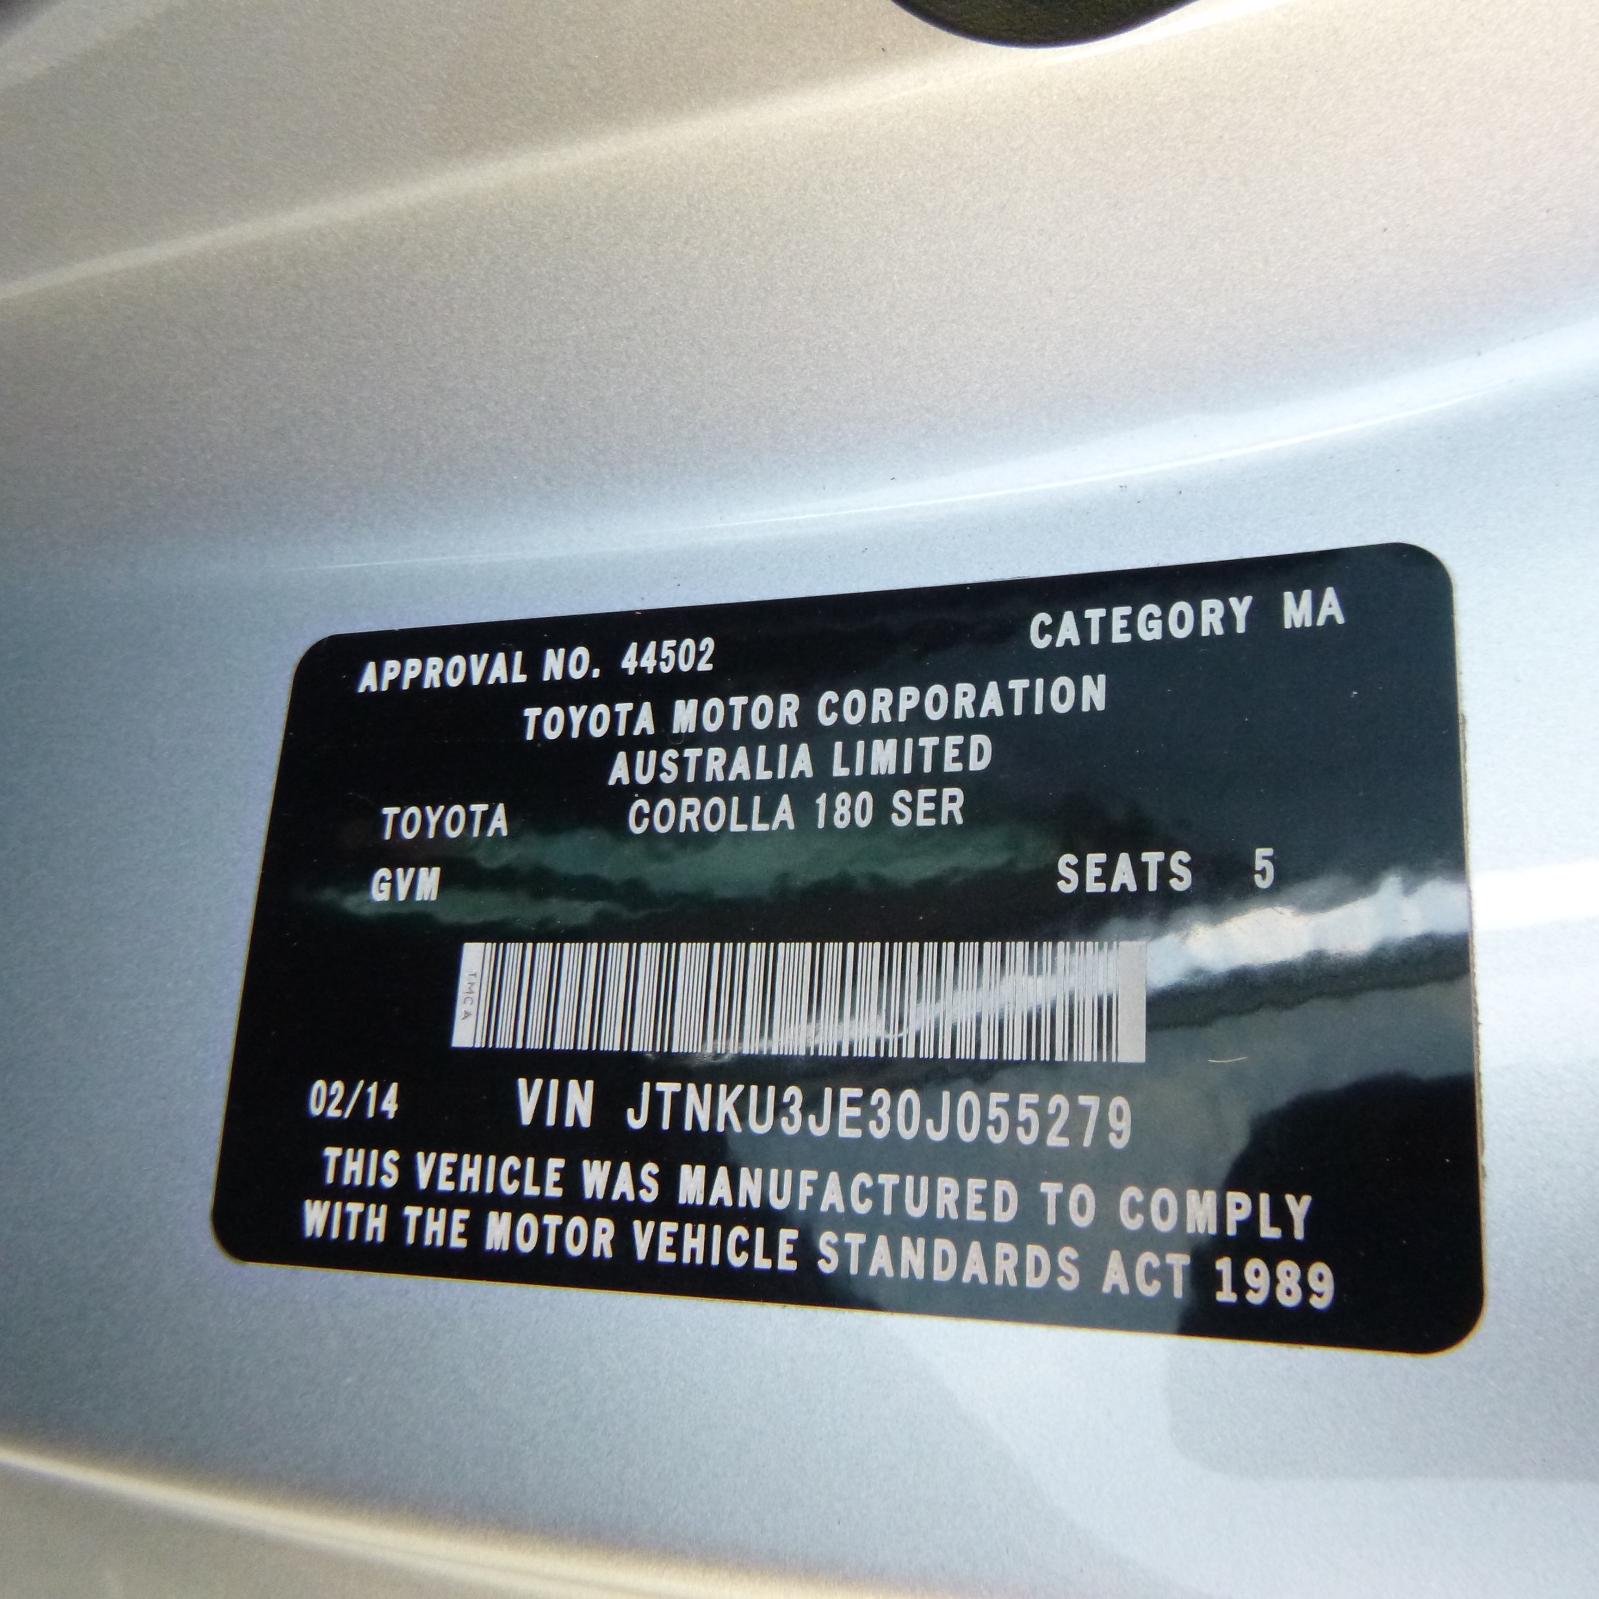 APPROVAL NO. 44502 CATEGORY MA
TOYOTA MOTOR CORPORATION
AUSTRALIA LIMITED
TOYOTA COROLLA 180 SER
GVM SEATS 5
TMCA
02/14 VIN JTNKU3JE30J055279
THIS VEHICLE WAS MANUFACTURED TO COMPLY
WITH THE MOTOR VEHICLE STANDARDS ACT 1989